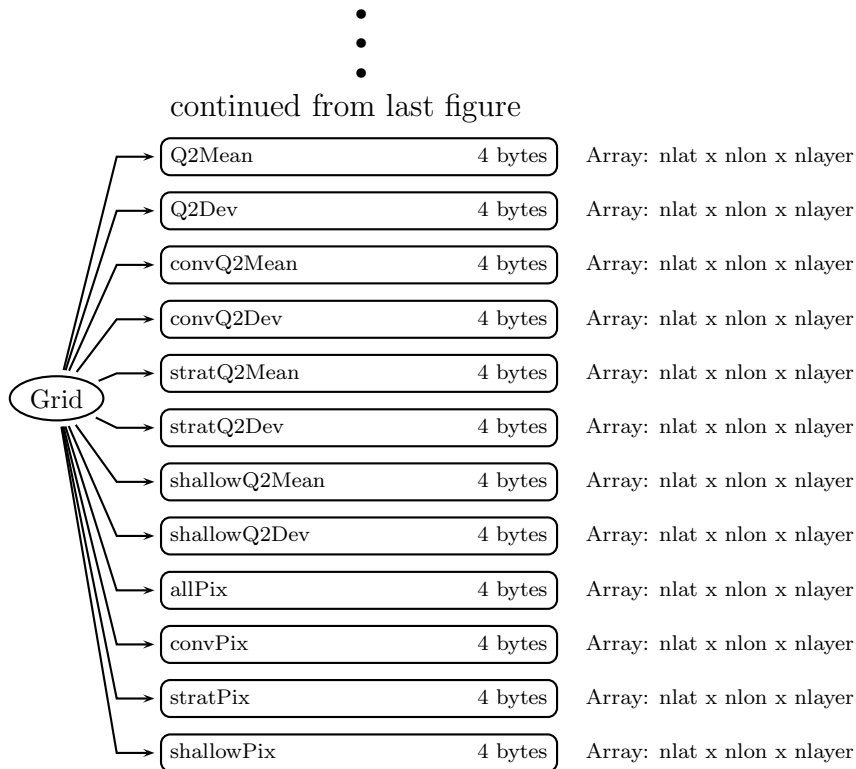 continued from last figure
Q2Mean 4 bytes Array: nlat x nlon x nlayer
Q2Dev 4 bytes Array: nlat x nlon x nlayer
convQ2Mean 4 bytes Array: nlat x nlon x nlayer
convQ2Dev 4 bytes Array: nlat x nlon x nlayer
stratQ2Mean 4 bytes Array: nlat x nlon x nlayer
Grid
stratQ2Dev 4 bytes Array: nlat x nlon x nlayer
shallowQ2Mean 4 bytes Array: nlat x nlon x nlayer
shallowQ2Dev 4 bytes Array: nlat x nlon x nlayer
allPix 4 bytes Array: nlat x nlon x nlayer
convPix 4 bytes Array: nlat x nlon x nlayer
stratPix 4 bytes Array: nlat x nlon x nlayer
shallowPix 4 bytes Array: nlat x nlon x nlayer